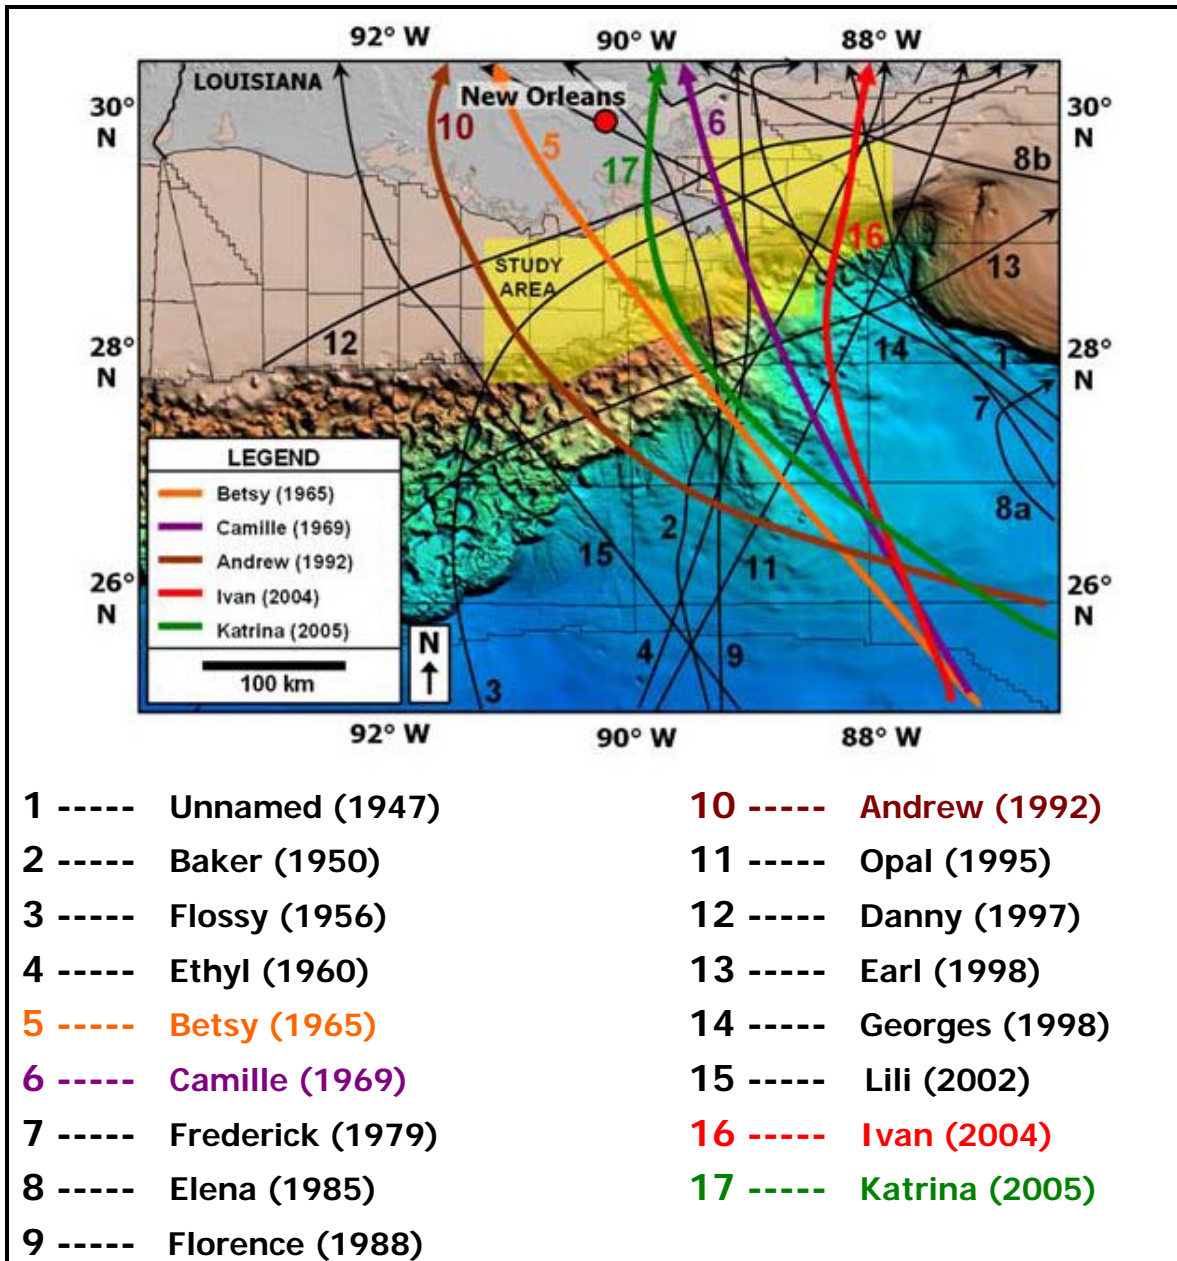 92° W 90° W 88° W
LOUISIANA
30° N
New Orleans
30° N
10
5
6
17
8b
16
13
STUDY AREA
12
28° N
14
1
28° N
7
8a
LEGEND
Betsy (1965)
Camille (1969)
Andrew (1992)
Ivan (2004)
Katrina (2005)
100 km
N
2
15
11
26° N
26° N
4
9
3
92° W 90° W 88° W
1 ----- Unnamed (1947)
2 ----- Baker (1950)
3 ----- Flossy (1956)
4 ----- Ethyl (1960)
5 ----- Betsy (1965)
6 ----- Camille (1969)
7 ----- Frederick (1979)
8 ----- Elena (1985)
9 ----- Florence (1988)
10 ----- Andrew (1992)
11 ----- Opal (1995)
12 ----- Danny (1997)
13 ----- Earl (1998)
14 ----- Georges (1998)
15 ----- Lili (2002)
16 ----- Ivan (2004)
17 ----- Katrina (2005)